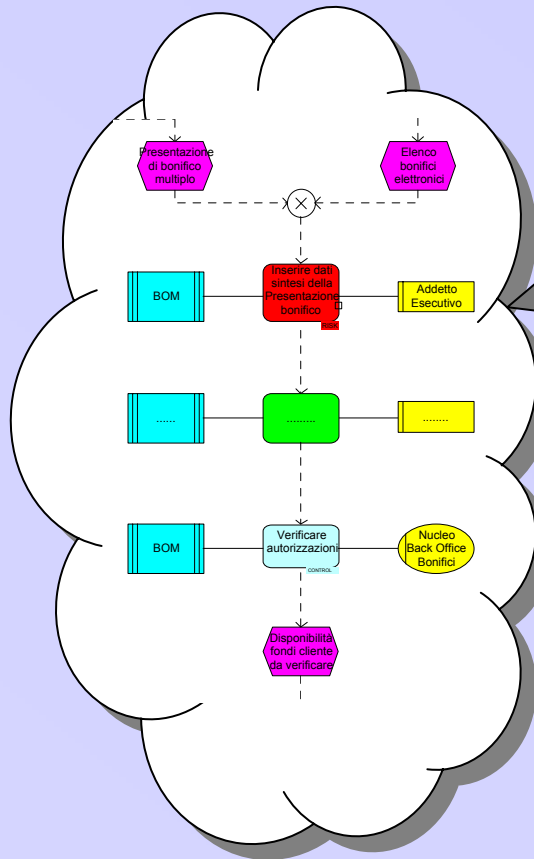 Presentazione
di bonifico
multiplo
Elenco
bonifici
elettronici
BOM
Inserire dati
sintesi della
Presentazione
bonifico
RISK
Addetto
Esecutivo
......
.........
........
BOM
Verificare
autorizzazioni
CONTROL
Nucleo
Back Office
Bonifici
Disponibilità
fondi cliente
da verificare